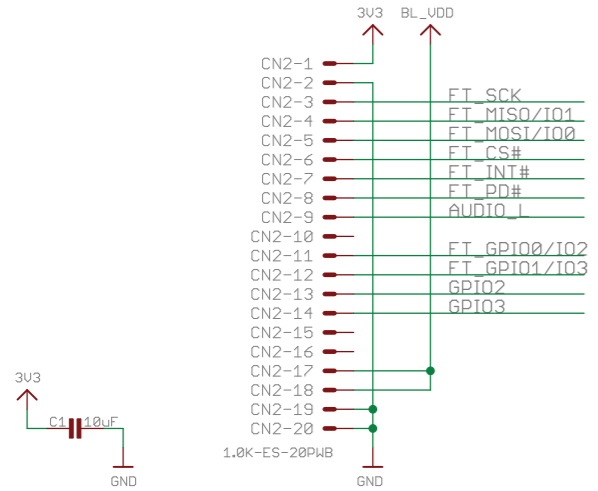 3V3 BL_VDD
CN2-1
CN2-2
CN2-3 FT_SCK
CN2-4 FT_MISO/IO1
CN2-5 FT_MOSI/IO0
CN2-6 FT_CS#
CN2-7 FT_INT#
CN2-8 FT_PD#
CN2-9 AUDIO_L
CN2-10
CN2-11 FT_GPIO0/IO2
CN2-12 FT_GPIO1/IO3
CN2-13 GPIO2
CN2-14 GPIO3
CN2-15
CN2-16
CN2-17
CN2-18
CN2-19
CN2-20
1.0K-ES-20PWB
GND
3V3
C1 10uF
GND